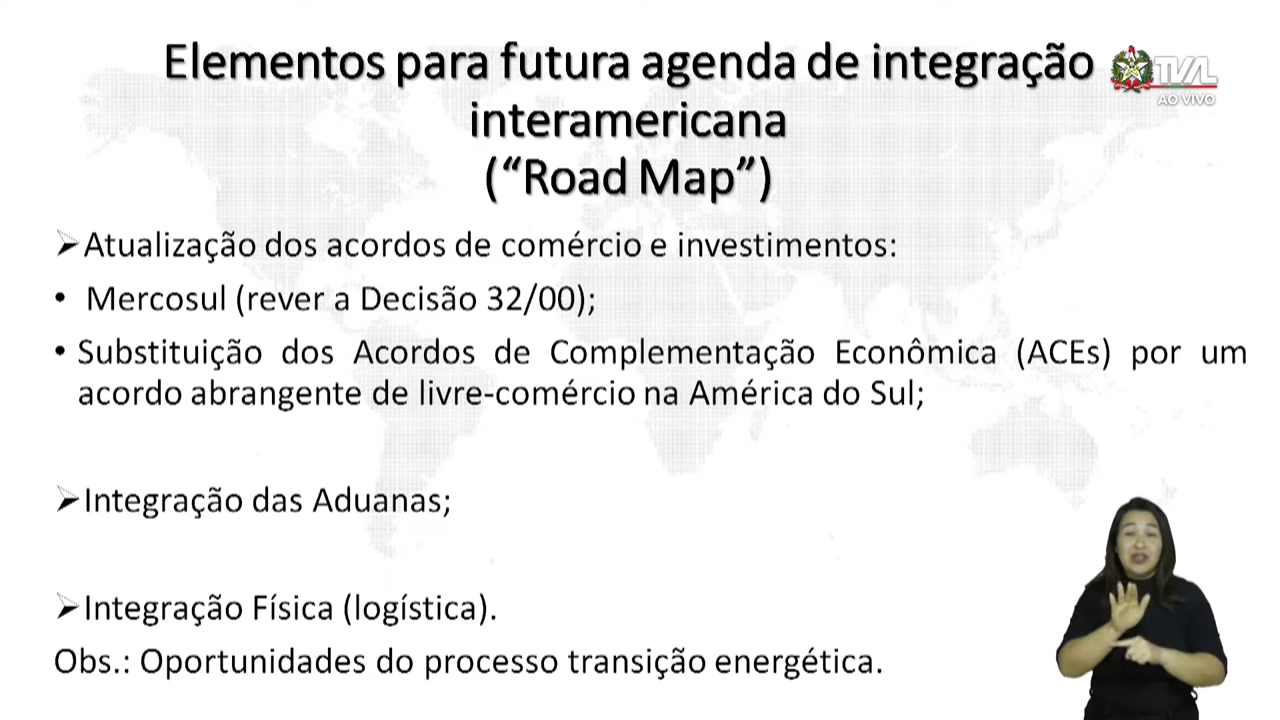 Elementos para futura agenda de integração
interamericana
(“Road Map”)
TVAL
AO VIVO
➢Atualização dos acordos de comércio e investimentos:
• Mercosul (rever a Decisão 32/00);
• Substituição dos Acordos de Complementação Econômica (ACEs) por um
acordo abrangente de livre-comércio na América do Sul;
➢Integração das Aduanas;
➢Integração Física (logística).
Obs.: Oportunidades do processo transição energética.